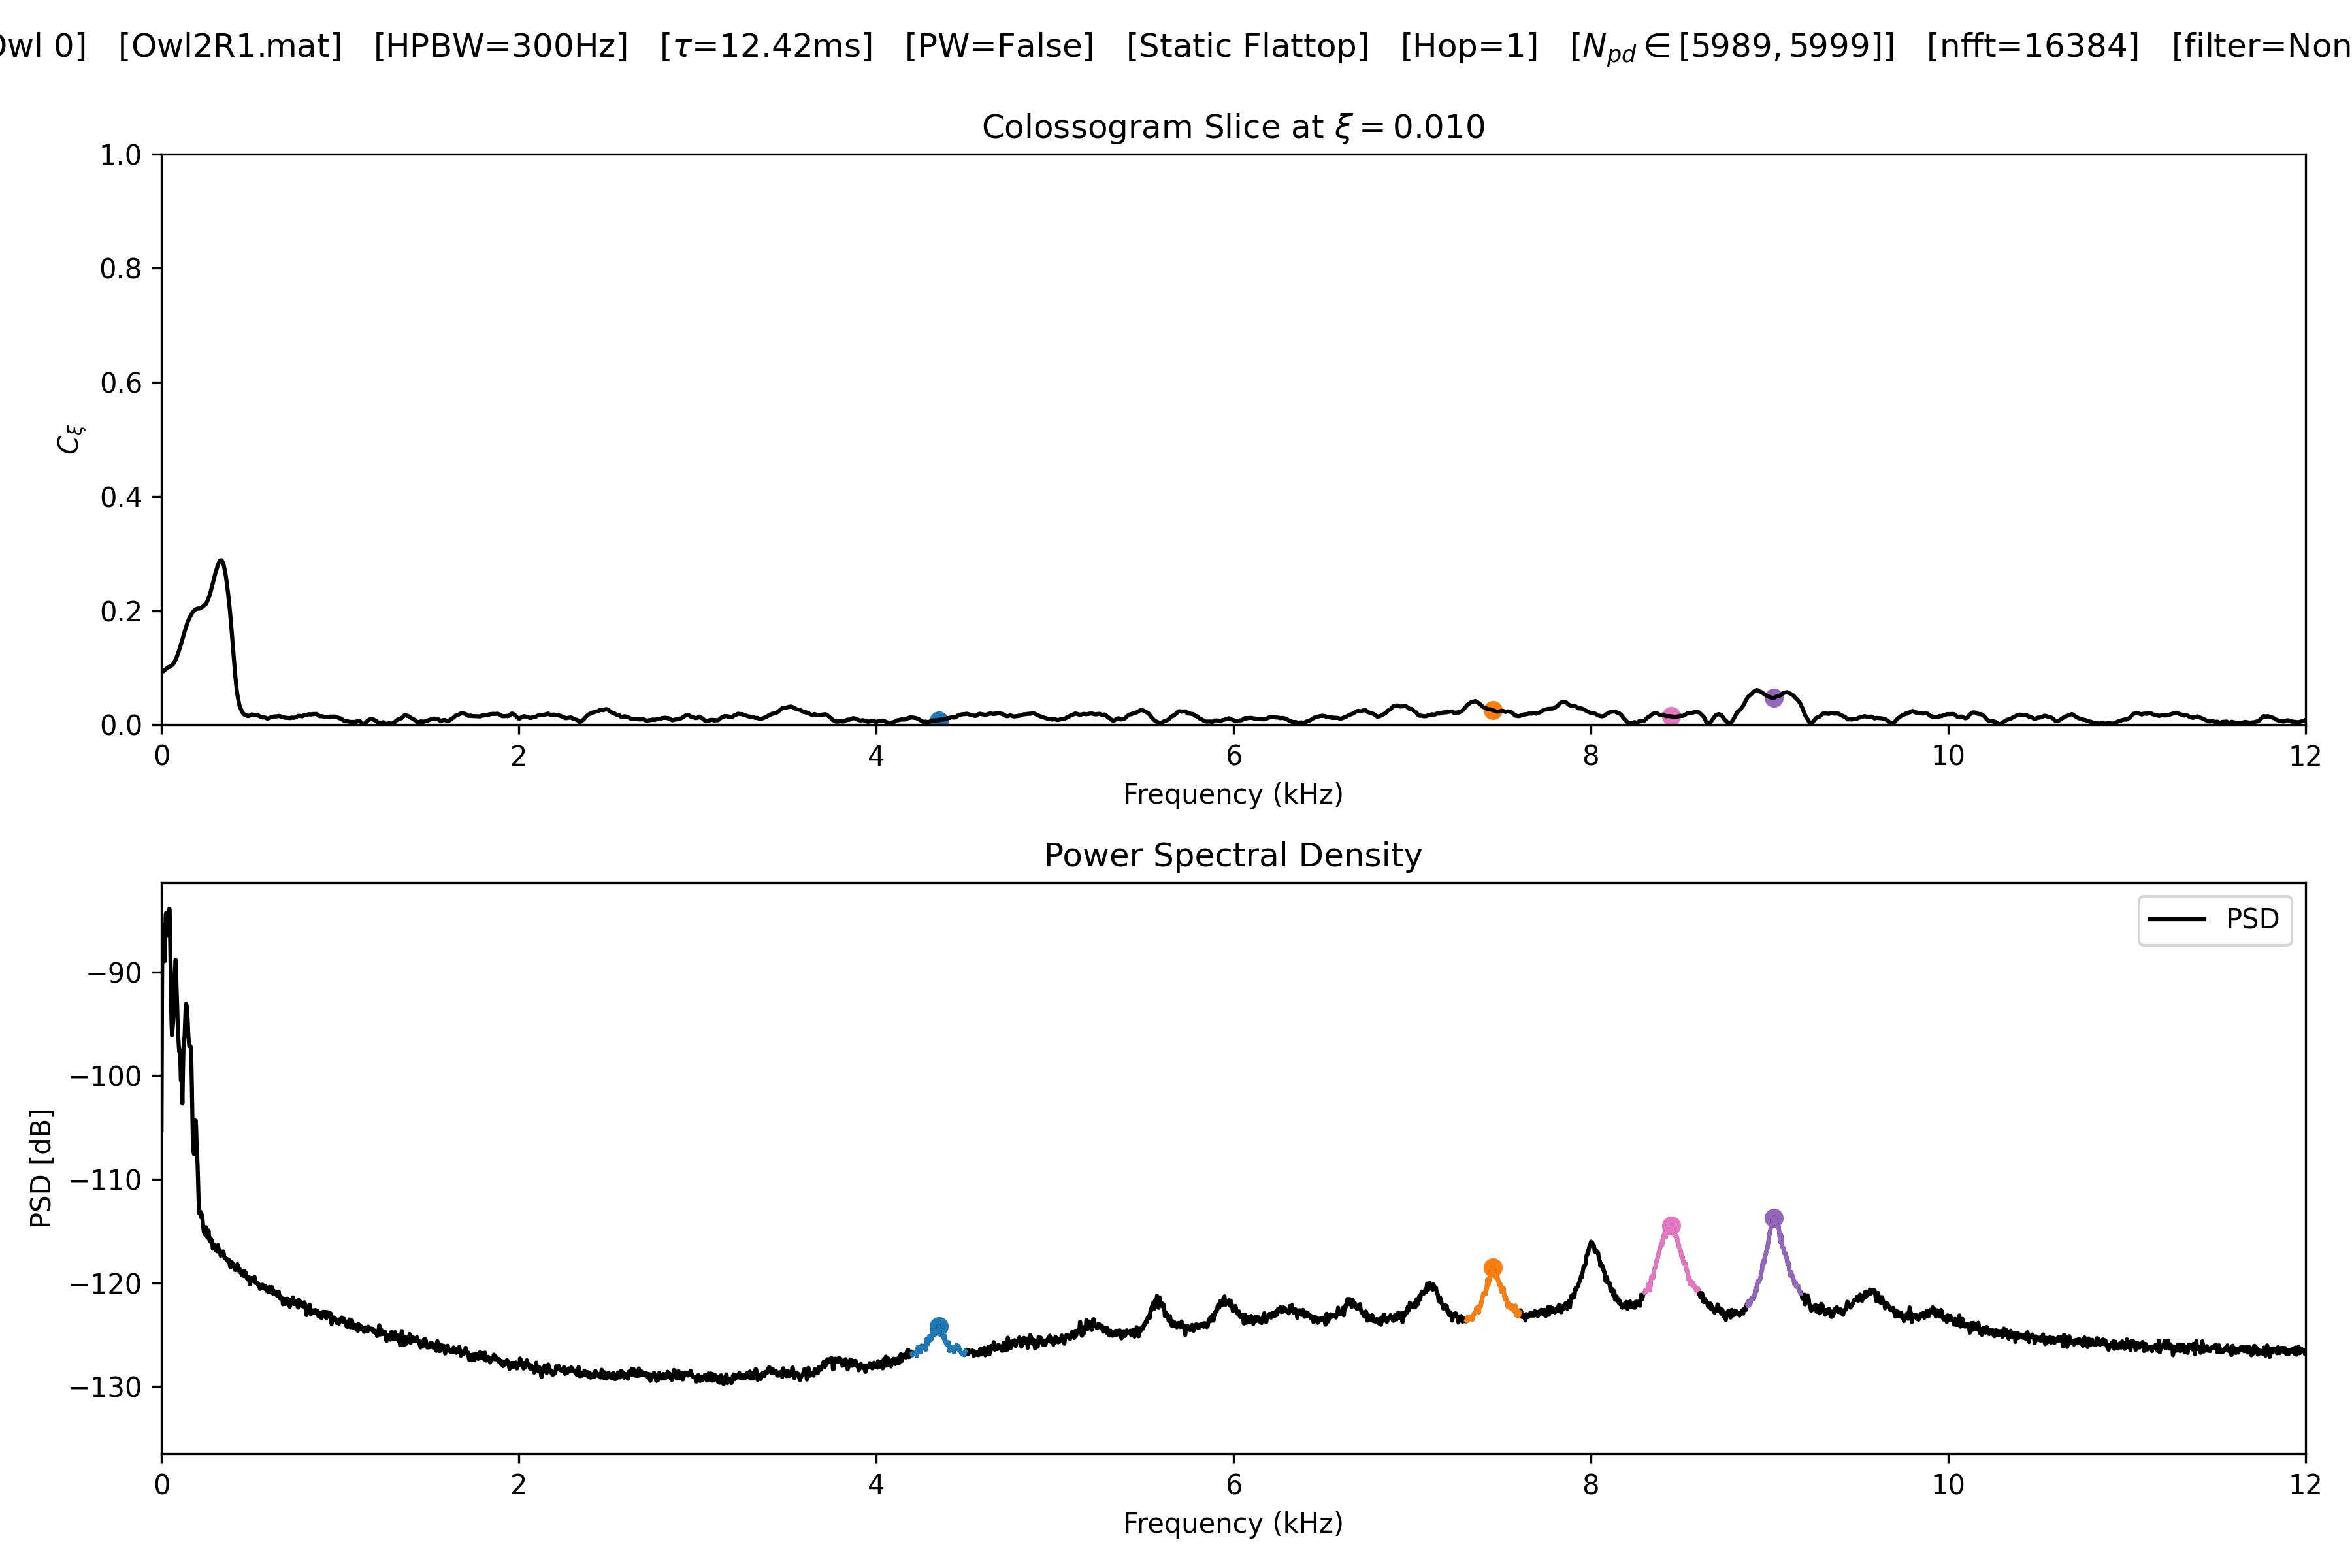 0]   [Owl2R1.mat]   [HPBW=300Hz]   [τ=12.42ms]   [PW=False]   [Static Flattop]   [Hop=1]   [N_pd ∈ [5989, 5999]]   [nfft=16384]
Colossogram Slice at ξ = 0.010
1.0
0.8
0.6
0.4
0.2
0.0
C_ξ
0 2 4 6 8 10 12
Frequency (kHz)
Power Spectral Density
PSD
−90
−100
−110
−120
−130
PSD [dB]
0 2 4 6 8 10 12
Frequency (kHz)